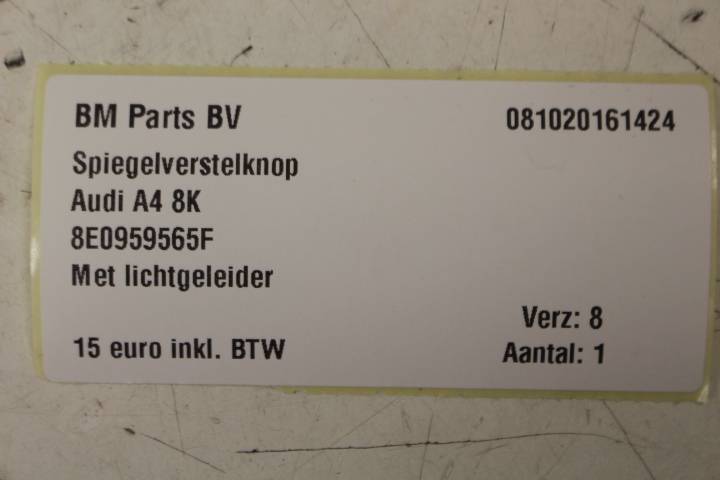 BM Parts BV 081020161424
Spiegelverstelknop
Audi A4 8K
8E0959565F
Met lichtgeleider
Verz: 8
15 euro inkl. BTW Aantal: 1